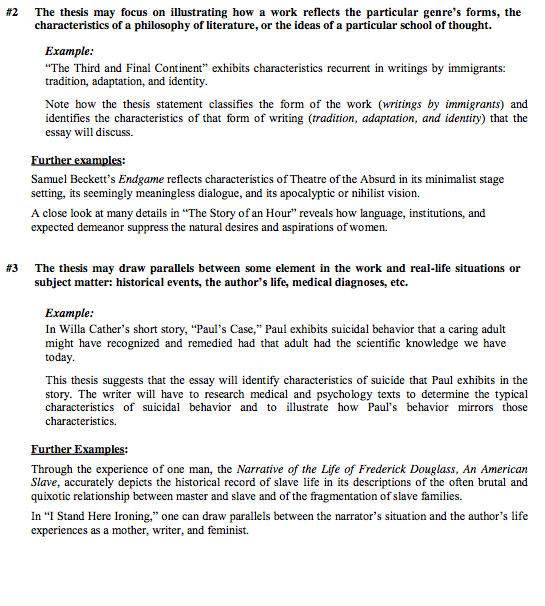 #2 The thesis may focus on illustrating how a work reflects the particular genre's forms, the
characteristics of a philosophy of literature, or the ideas of a particular school of thought.
Example:
"The Third and Final Continent" exhibits characteristics recurrent in writings by immigrants:
tradition, adaptation, and identity.
Note how the thesis statement classifies the form of the work (writings by immigrants) and
identifies the characteristics of that form of writing (tradition, adaptation, and identity) that the
essay will discuss.
Further examples:
Samuel Beckett's Endgame reflects characteristics of Theatre of the Absurd in its minimalist stage
setting, its seemingly meaningless dialogue, and its apocalyptic or nihilist vision.
A close look at many details in "The Story of an Hour" reveals how language, institutions, and
expected demeanor suppress the natural desires and aspirations of women.
#3 The thesis may draw parallels between some element in the work and real-life situations or
subject matter: historical events, the author's life, medical diagnoses, etc.
Example:
In Willa Cather's short story, "Paul's Case," Paul exhibits suicidal behavior that a caring adult
might have recognized and remedied had that adult had the scientific knowledge we have
today.
This thesis suggests that the essay will identify characteristics of suicide that Paul exhibits in the
story. The writer will have to research medical and psychology texts to determine the typical
characteristics of suicidal behavior and to illustrate how Paul's behavior mirrors those
characteristics.
Further Examples:
Through the experience of one man, the Narrative of the Life of Frederick Douglass, An American
Slave, accurately depicts the historical record of slave life in its descriptions of the often brutal and
quixotic relationship between master and slave and of the fragmentation of slave families.
In "I Stand Here Ironing," one can draw parallels between the narrator's situation and the author's life
experiences as a mother, writer, and feminist.